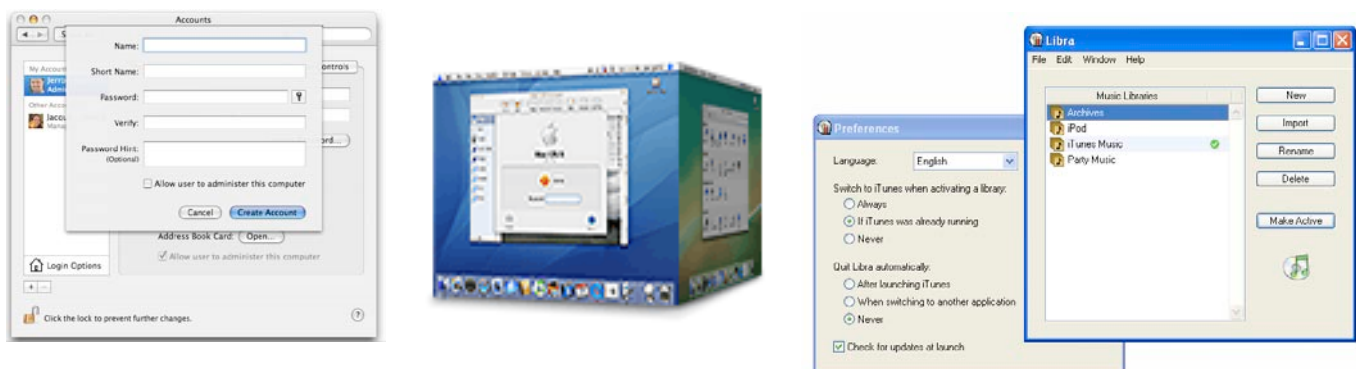 Accounts
Name:
My Account
Short Name:
Password:
Verify:
Password Hint:
(Optional)
Allow user to administer this computer
Cancel
Create Account
Address Book Card:
Open...
Allow user to administer this computer
Login Options
Click the lock to prevent further changes.
Mac OS X
Preferences
Language:
English
Switch to iTunes when activating a library:
Always
If iTunes was already running
Never
Quit Libra automatically:
After launching iTunes
When switching to another application
Never
Check for updates at launch
Libra
File Edit Window Help
Music Libraries
Archives
iPod
iTunes Music
Party Music
New
Import
Rename
Delete
Make Active